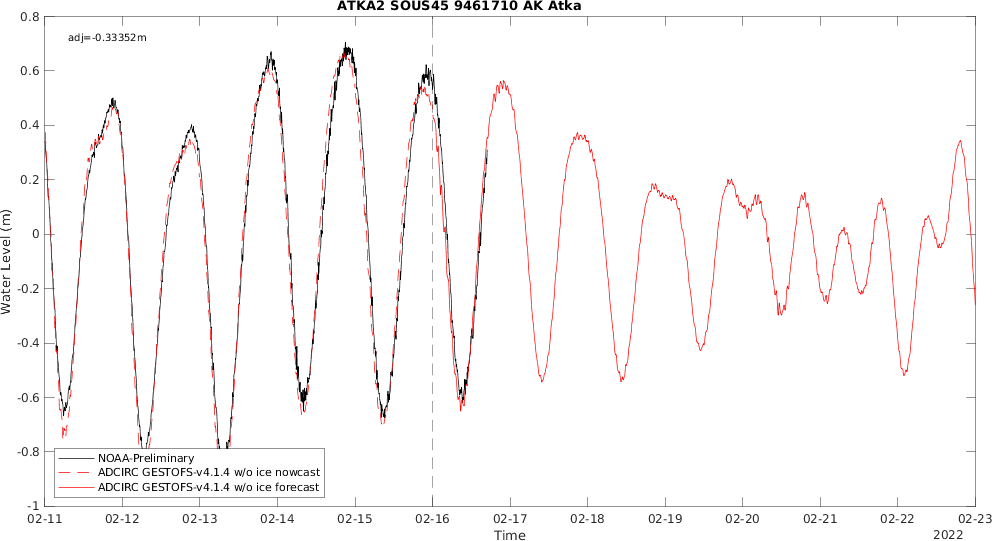 ATKA2 SOUS45 9461710 AK Atka
adj=-0.33352m
0.8
0.6
0.4
0.2
0
-0.2
-0.4
-0.6
-0.8
-1
Water Level (m)
NOAA-Preliminary
ADCIRC GESTOFS-v4.1.4 w/o ice nowcast
ADCIRC GESTOFS-v4.1.4 w/o ice forecast
02-11 02-12 02-13 02-14 02-15 02-16 02-17 02-18 02-19 02-20 02-21 02-22 02-23
Time
2022